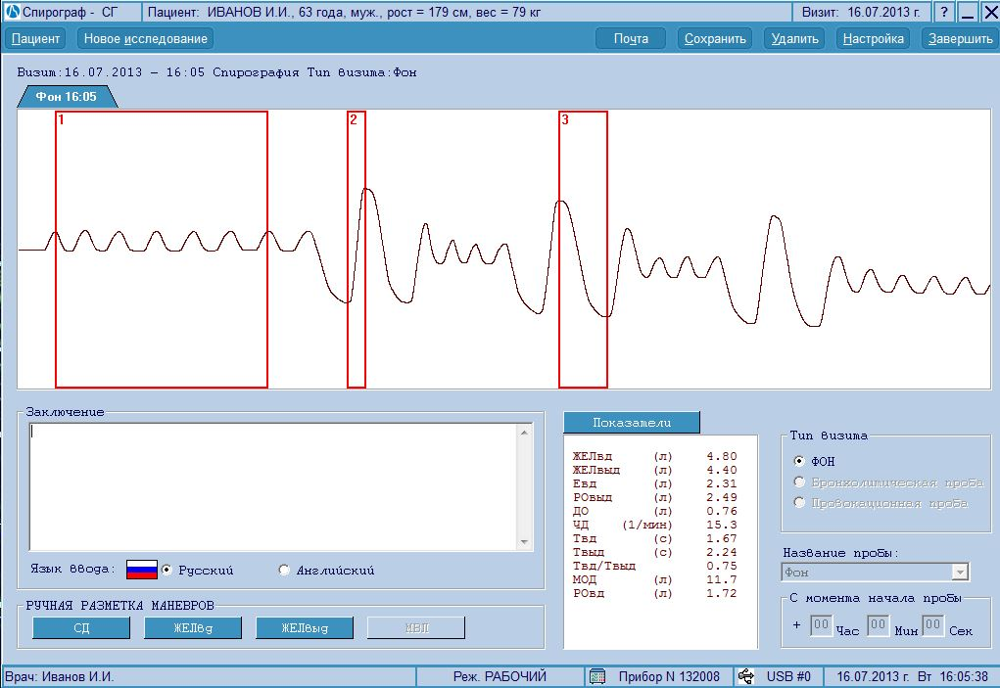 Спирограф - СГ Пациент: ИВАНОВ И.И., 63 года, муж., рост = 179 см, вес = 79 кг Визит: 16.07.2013 г. ?
Пациент Новое исследование Почта Сохранить Удалить Настройка Завершить
Визит:16.07.2013 - 16:05 Спирография Тип визита:Фон
Фон 16:05
1 2 3
Заключение
Язык ввода: Русский Английский
РУЧНАЯ РАЗМЕТКА МАНЕВРОВ
СД ЖЕЛвд ЖЕЛвыд МВЛ
Показатели
ЖЕЛвд (л) 4.80
ЖЕЛвыд (л) 4.40
Евд (л) 2.31
РОвыд (л) 2.49
ДО (л) 0.76
ЧД (1/мин) 15.3
Твд (с) 1.67
Твыд (с) 2.24
Твд/Твыд 0.75
МОД (л) 11.7
РОвд (л) 1.72
Тип визита
ФОН
Бронхолитическая проба
Провокационная проба
Название пробы:
Фон
С момента начала пробы
+ 00 Час 00 Мин 00 Сек
Врач: Иванов И.И. Реж. РАБОЧИЙ Прибор N 132008 USB #0 16.07.2013 г. Вт 16:05:38